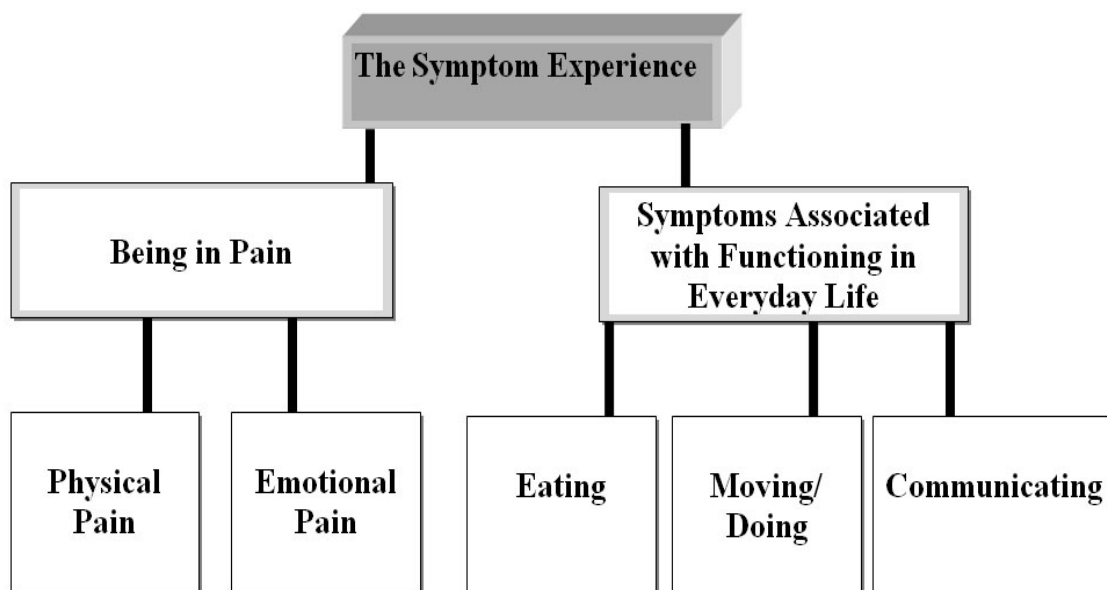 The Symptom Experience
Being in Pain
Symptoms Associated
with Functioning in
Everyday Life
Physical
Pain
Emotional
Pain
Eating
Moving/
Doing
Communicating